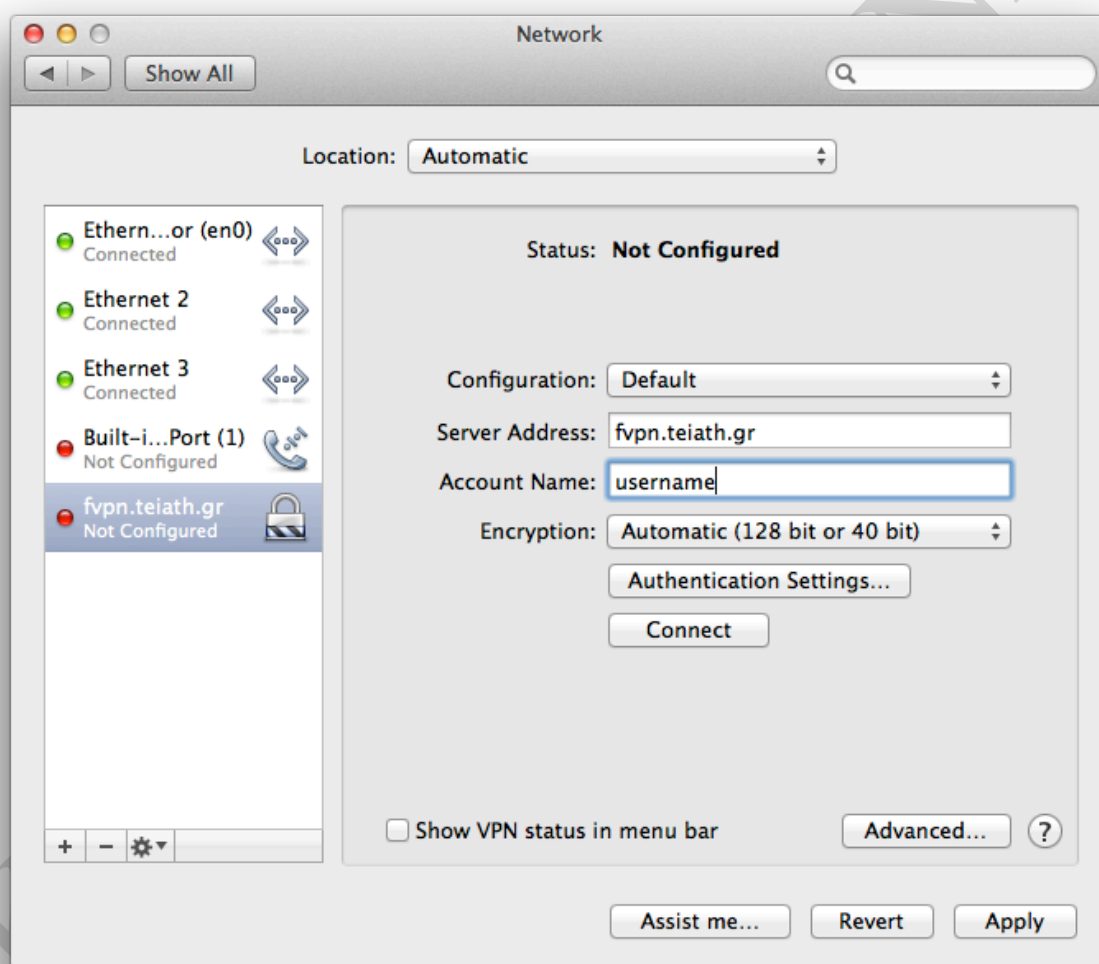 Network
Show All
Location: Automatic
Ethern...or (en0)
Connected
Ethernet 2
Connected
Ethernet 3
Connected
Built-i...Port (1)
Not Configured
fvpn.teiath.gr
Not Configured
Status: Not Configured
Configuration: Default
Server Address: fvpn.teiath.gr
Account Name: username
Encryption: Automatic (128 bit or 40 bit)
Authentication Settings...
Connect
Show VPN status in menu bar
Advanced...
?
Assist me...
Revert
Apply